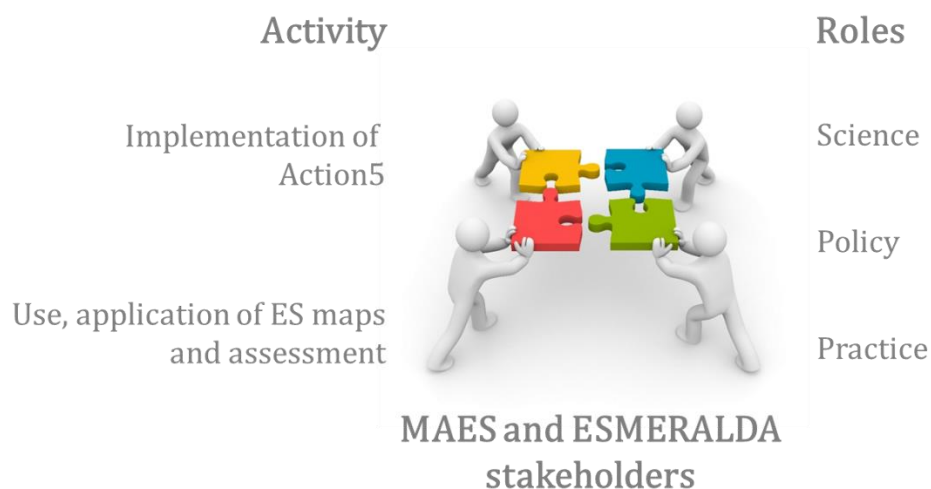 Activity
Roles
Implementation of
Action5
Science
Policy
Use, application of ES maps
and assessment
Practice
MAES and ESMERALDA
stakeholders